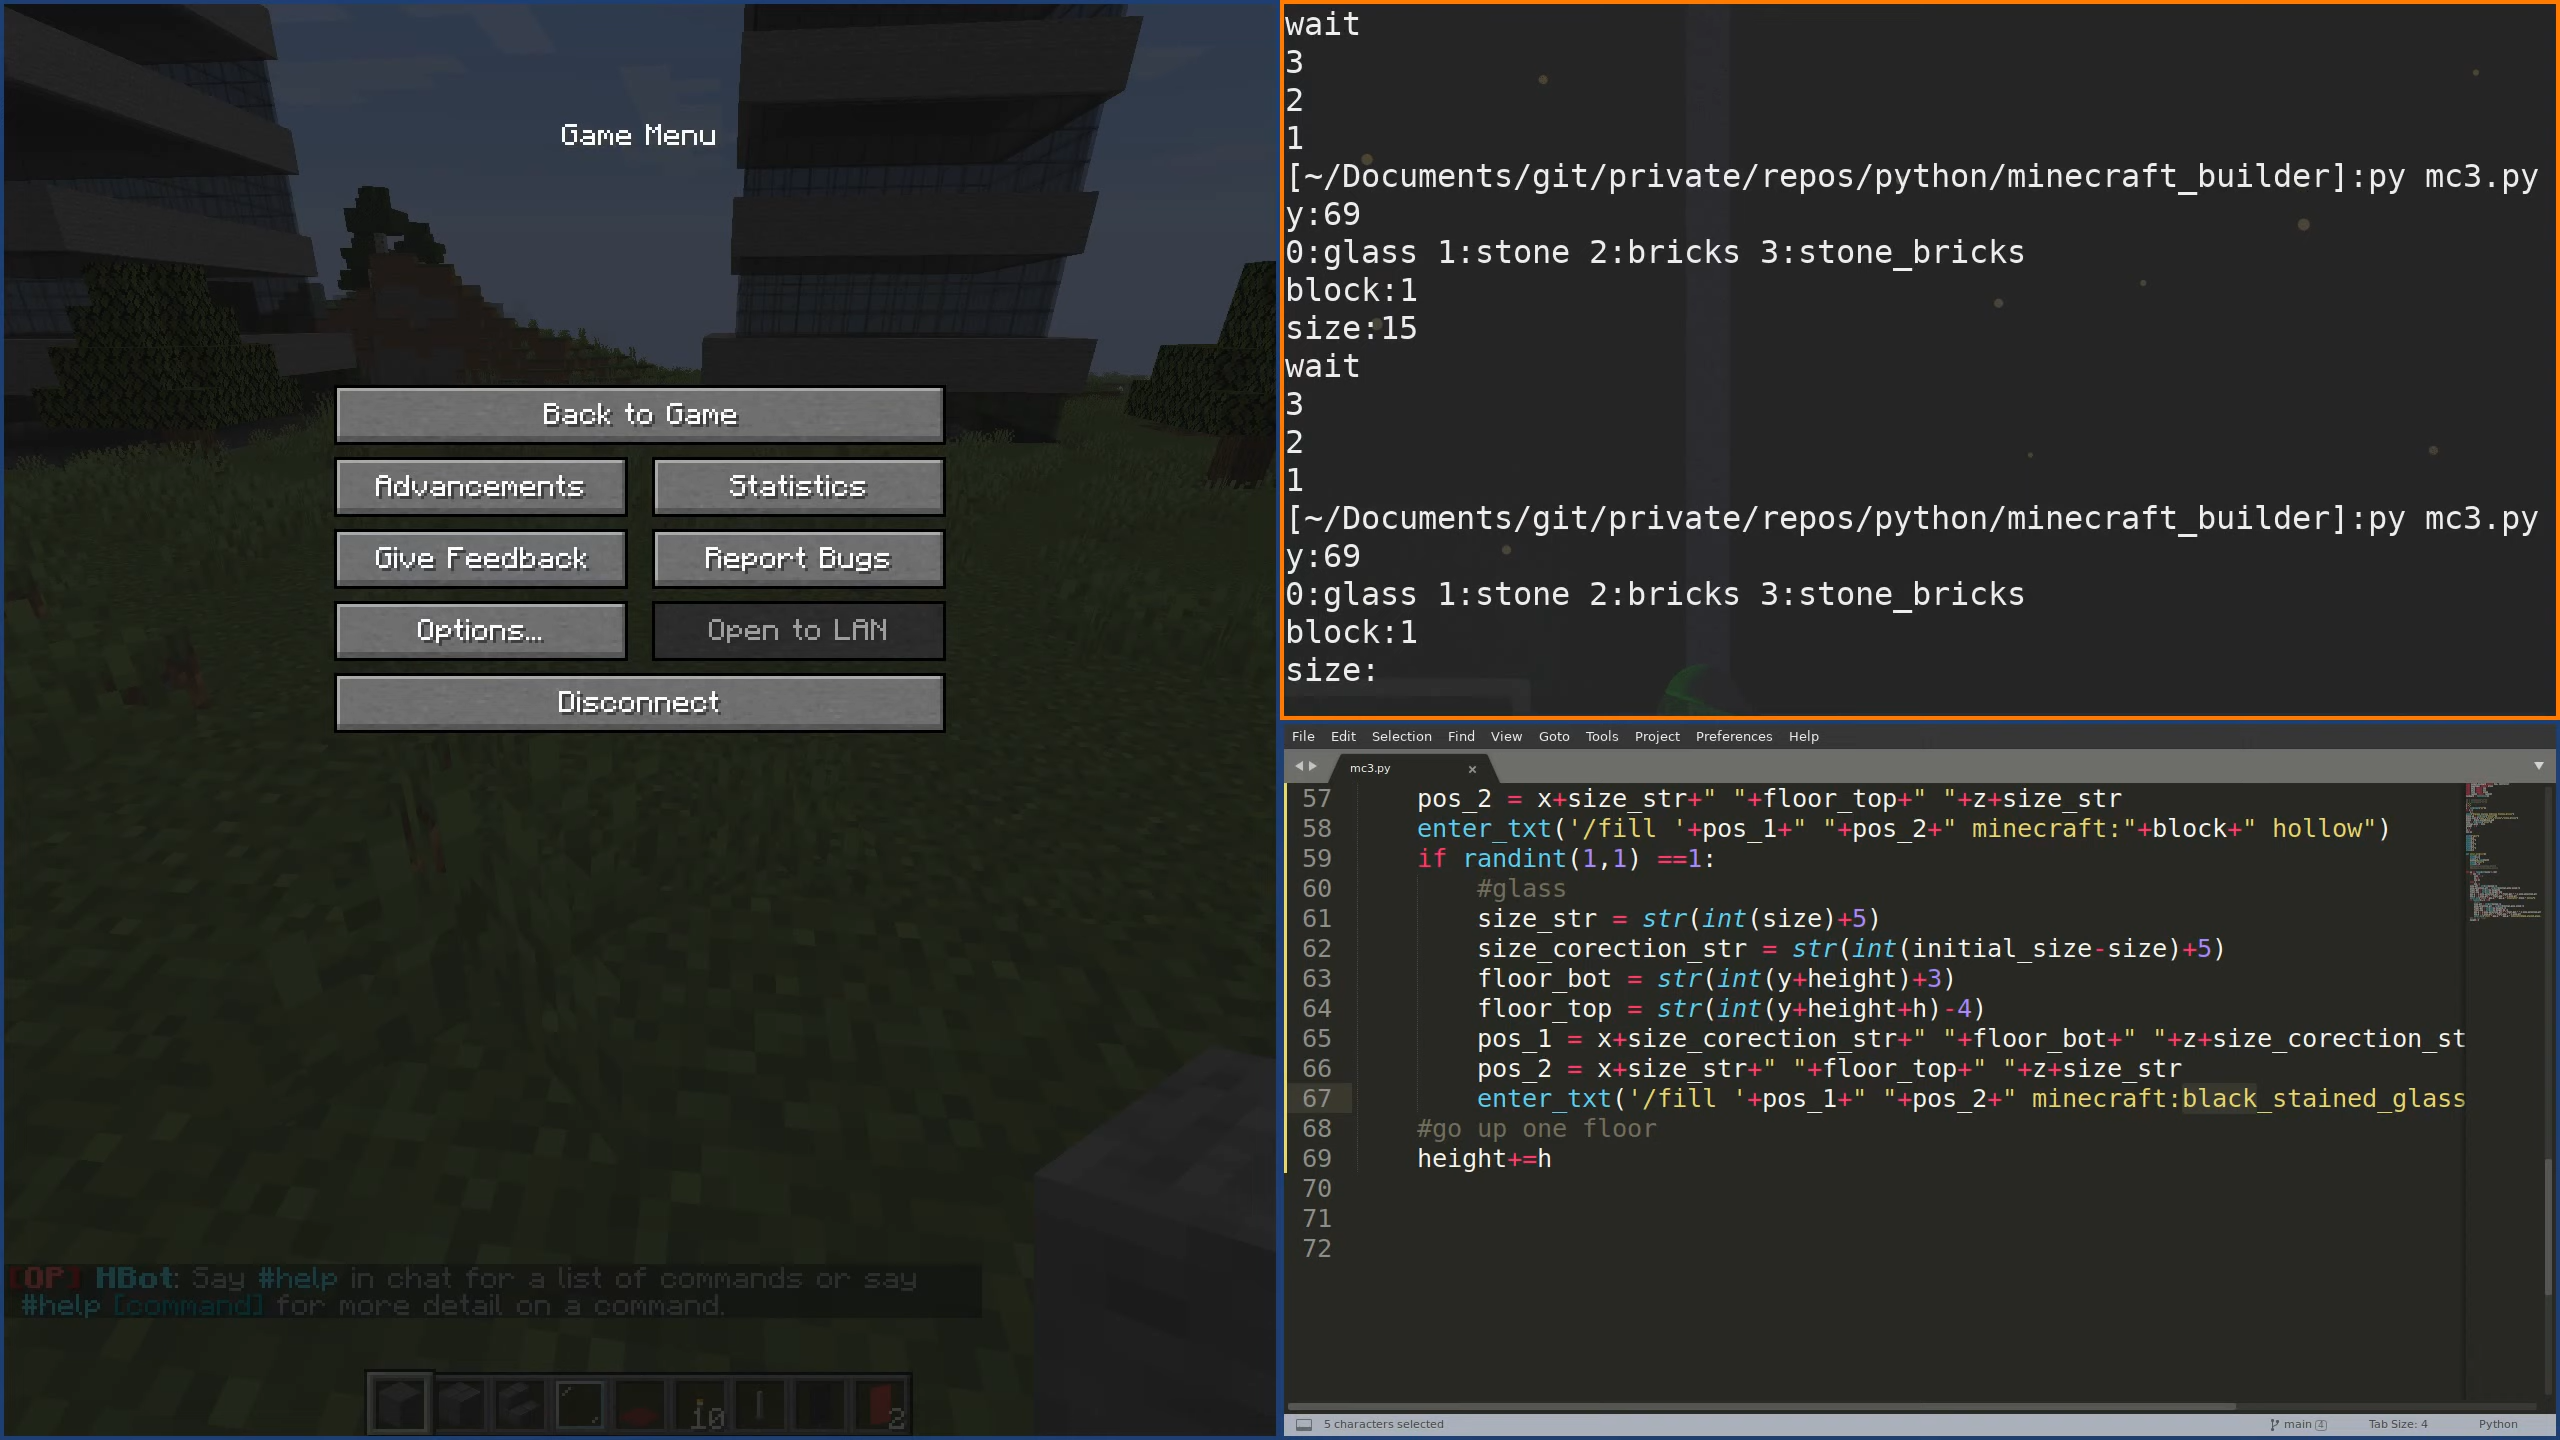 Game Menu
Back to Game
Advancements
Statistics
Give Feedback
Report Bugs
Options...
Open to LAN
Disconnect
[OP] HBot: Say #help in chat for a list of commands or say
#help [command] for more detail on a command.
10
2
wait
3
2
1
[~/Documents/git/private/repos/python/minecraft_builder]:py mc3.py
y:69
0:glass 1:stone 2:bricks 3:stone_bricks
block:1
size:15
wait
3
2
1
[~/Documents/git/private/repos/python/minecraft_builder]:py mc3.py
y:69
0:glass 1:stone 2:bricks 3:stone_bricks
block:1
size:
File Edit Selection Find View Goto Tools Project Preferences Help
mc3.py
57 pos_2 = x+size_str+" "+floor_top+" "+z+size_str
58 enter_txt('/fill '+pos_1+" "+pos_2+" minecraft:"+block+" hollow")
59 if randint(1,1) ==1:
60 #glass
61 size_str = str(int(size)+5)
62 size_corection_str = str(int(initial_size-size)+5)
63 floor_bot = str(int(y+height)+3)
64 floor_top = str(int(y+height+h)-4)
65 pos_1 = x+size_corection_str+" "+floor_bot+" "+z+size_corection_st
66 pos_2 = x+size_str+" "+floor_top+" "+z+size_str
67 enter_txt('/fill '+pos_1+" "+pos_2+" minecraft:black_stained_glass
68 #go up one floor
69 height+=h
70
71
72
5 characters selected
main 4
Tab Size: 4
Python